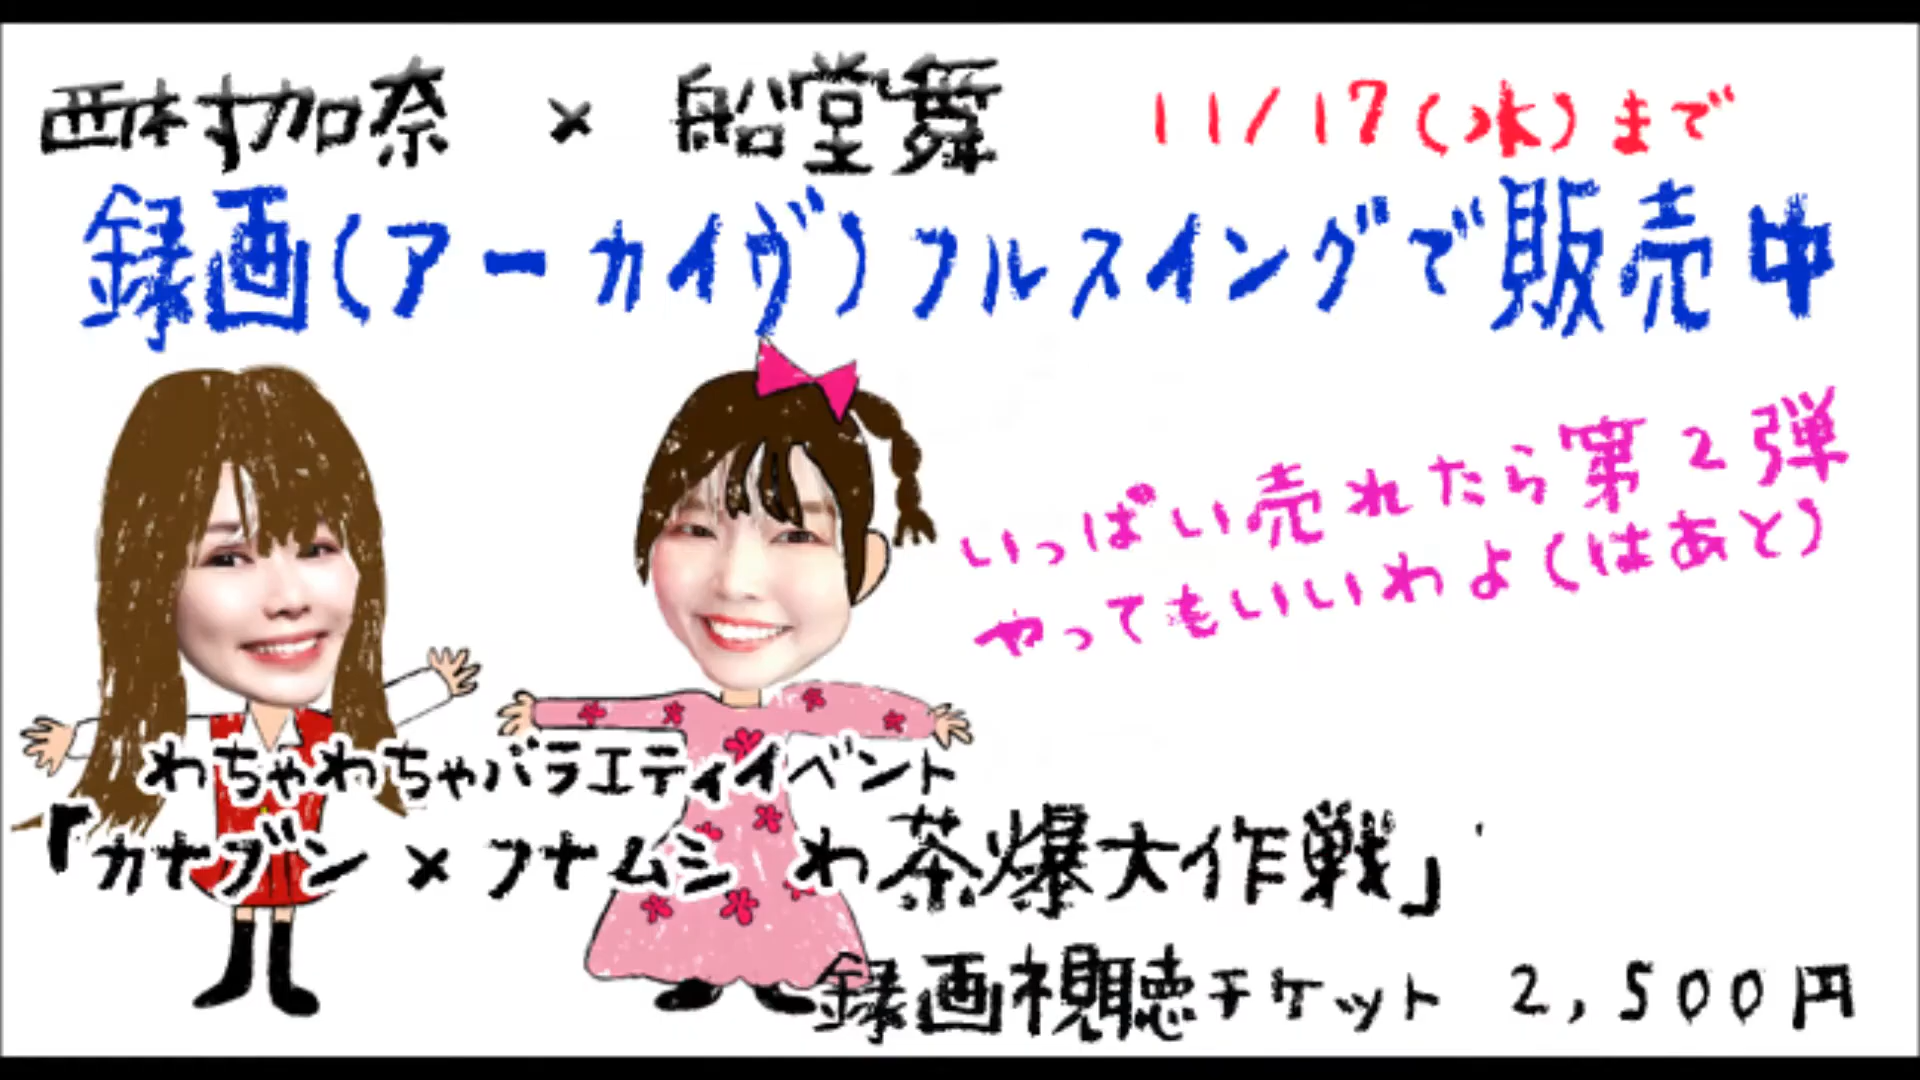 西村加奈 × 船堂舞
11/17(水)まで
録画(アーカイヴ)フルスイングで販売中
いっぱい売れたら第2弾
やってもいいわよ(はあと)
わちゃわちゃバラエティイベント
「カナブン×フナムシ わ茶爆大作戦」
録画視聴チケット 2,500円